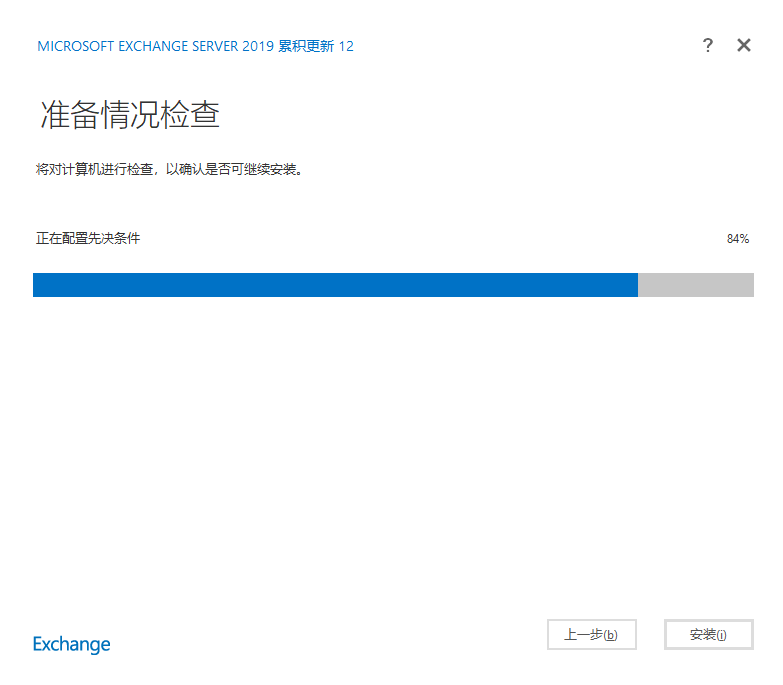 MICROSOFT EXCHANGE SERVER 2019 累积更新 12
?
准备情况检查
将对计算机进行检查，以确认是否可继续安装。
正在配置先决条件 84%
上一步(b) 安装(i)
Exchange